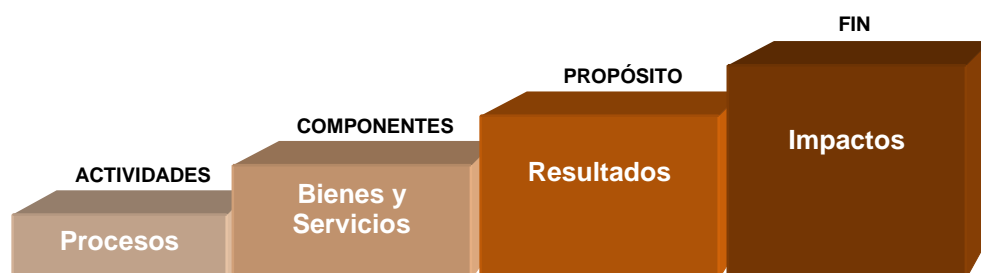 ACTIVIDADES
Procesos
COMPONENTES
Bienes y
Servicios
PROPÓSITO
Resultados
FIN
Impactos